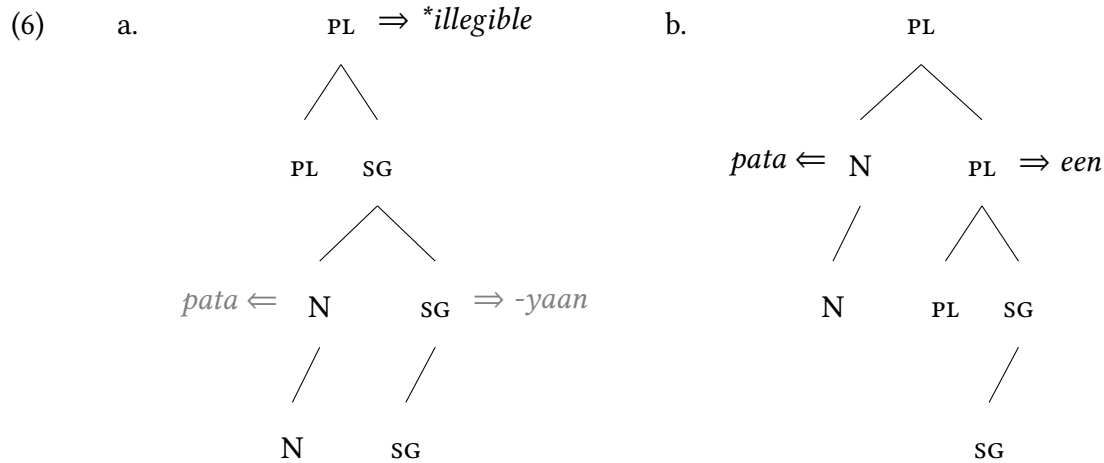 (6) a. PL ⇒ *illegible b. PL
PL SG pata ⇐ N PL ⇒ een
pata ⇐ N SG ⇒ -yaan N PL SG
N SG SG